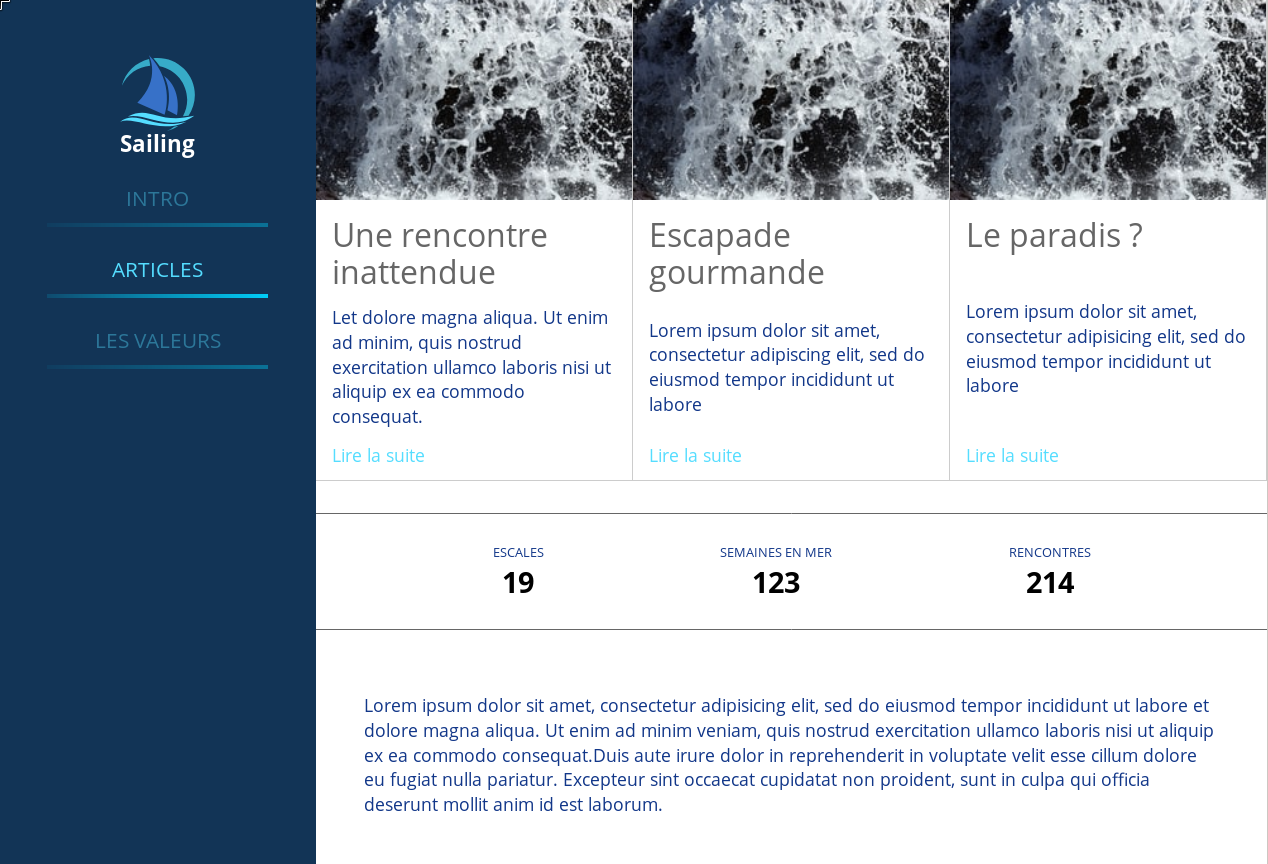 Sailing
INTRO
ARTICLES
LES VALEURS
Une rencontre
inattendue
Let dolore magna aliqua. Ut enim
ad minim, quis nostrud
exercitation ullamco laboris nisi ut
aliquip ex ea commodo
consequat.
Lire la suite
Escapade
gourmande
Lorem ipsum dolor sit amet,
consectetur adipiscing elit, sed do
eiusmod tempor incididunt ut
labore
Lire la suite
Le paradis ?
Lorem ipsum dolor sit amet,
consectetur adipisicing elit, sed do
eiusmod tempor incididunt ut
labore
Lire la suite
ESCALES
19
SEMAINES EN MER
123
RENCONTRES
214
Lorem ipsum dolor sit amet, consectetur adipisicing elit, sed do eiusmod tempor incididunt ut labore et
dolore magna aliqua. Ut enim ad minim veniam, quis nostrud exercitation ullamco laboris nisi ut aliquip
ex ea commodo consequat.Duis aute irure dolor in reprehenderit in voluptate velit esse cillum dolore
eu fugiat nulla pariatur. Excepteur sint occaecat cupidatat non proident, sunt in culpa qui officia
deserunt mollit anim id est laborum.